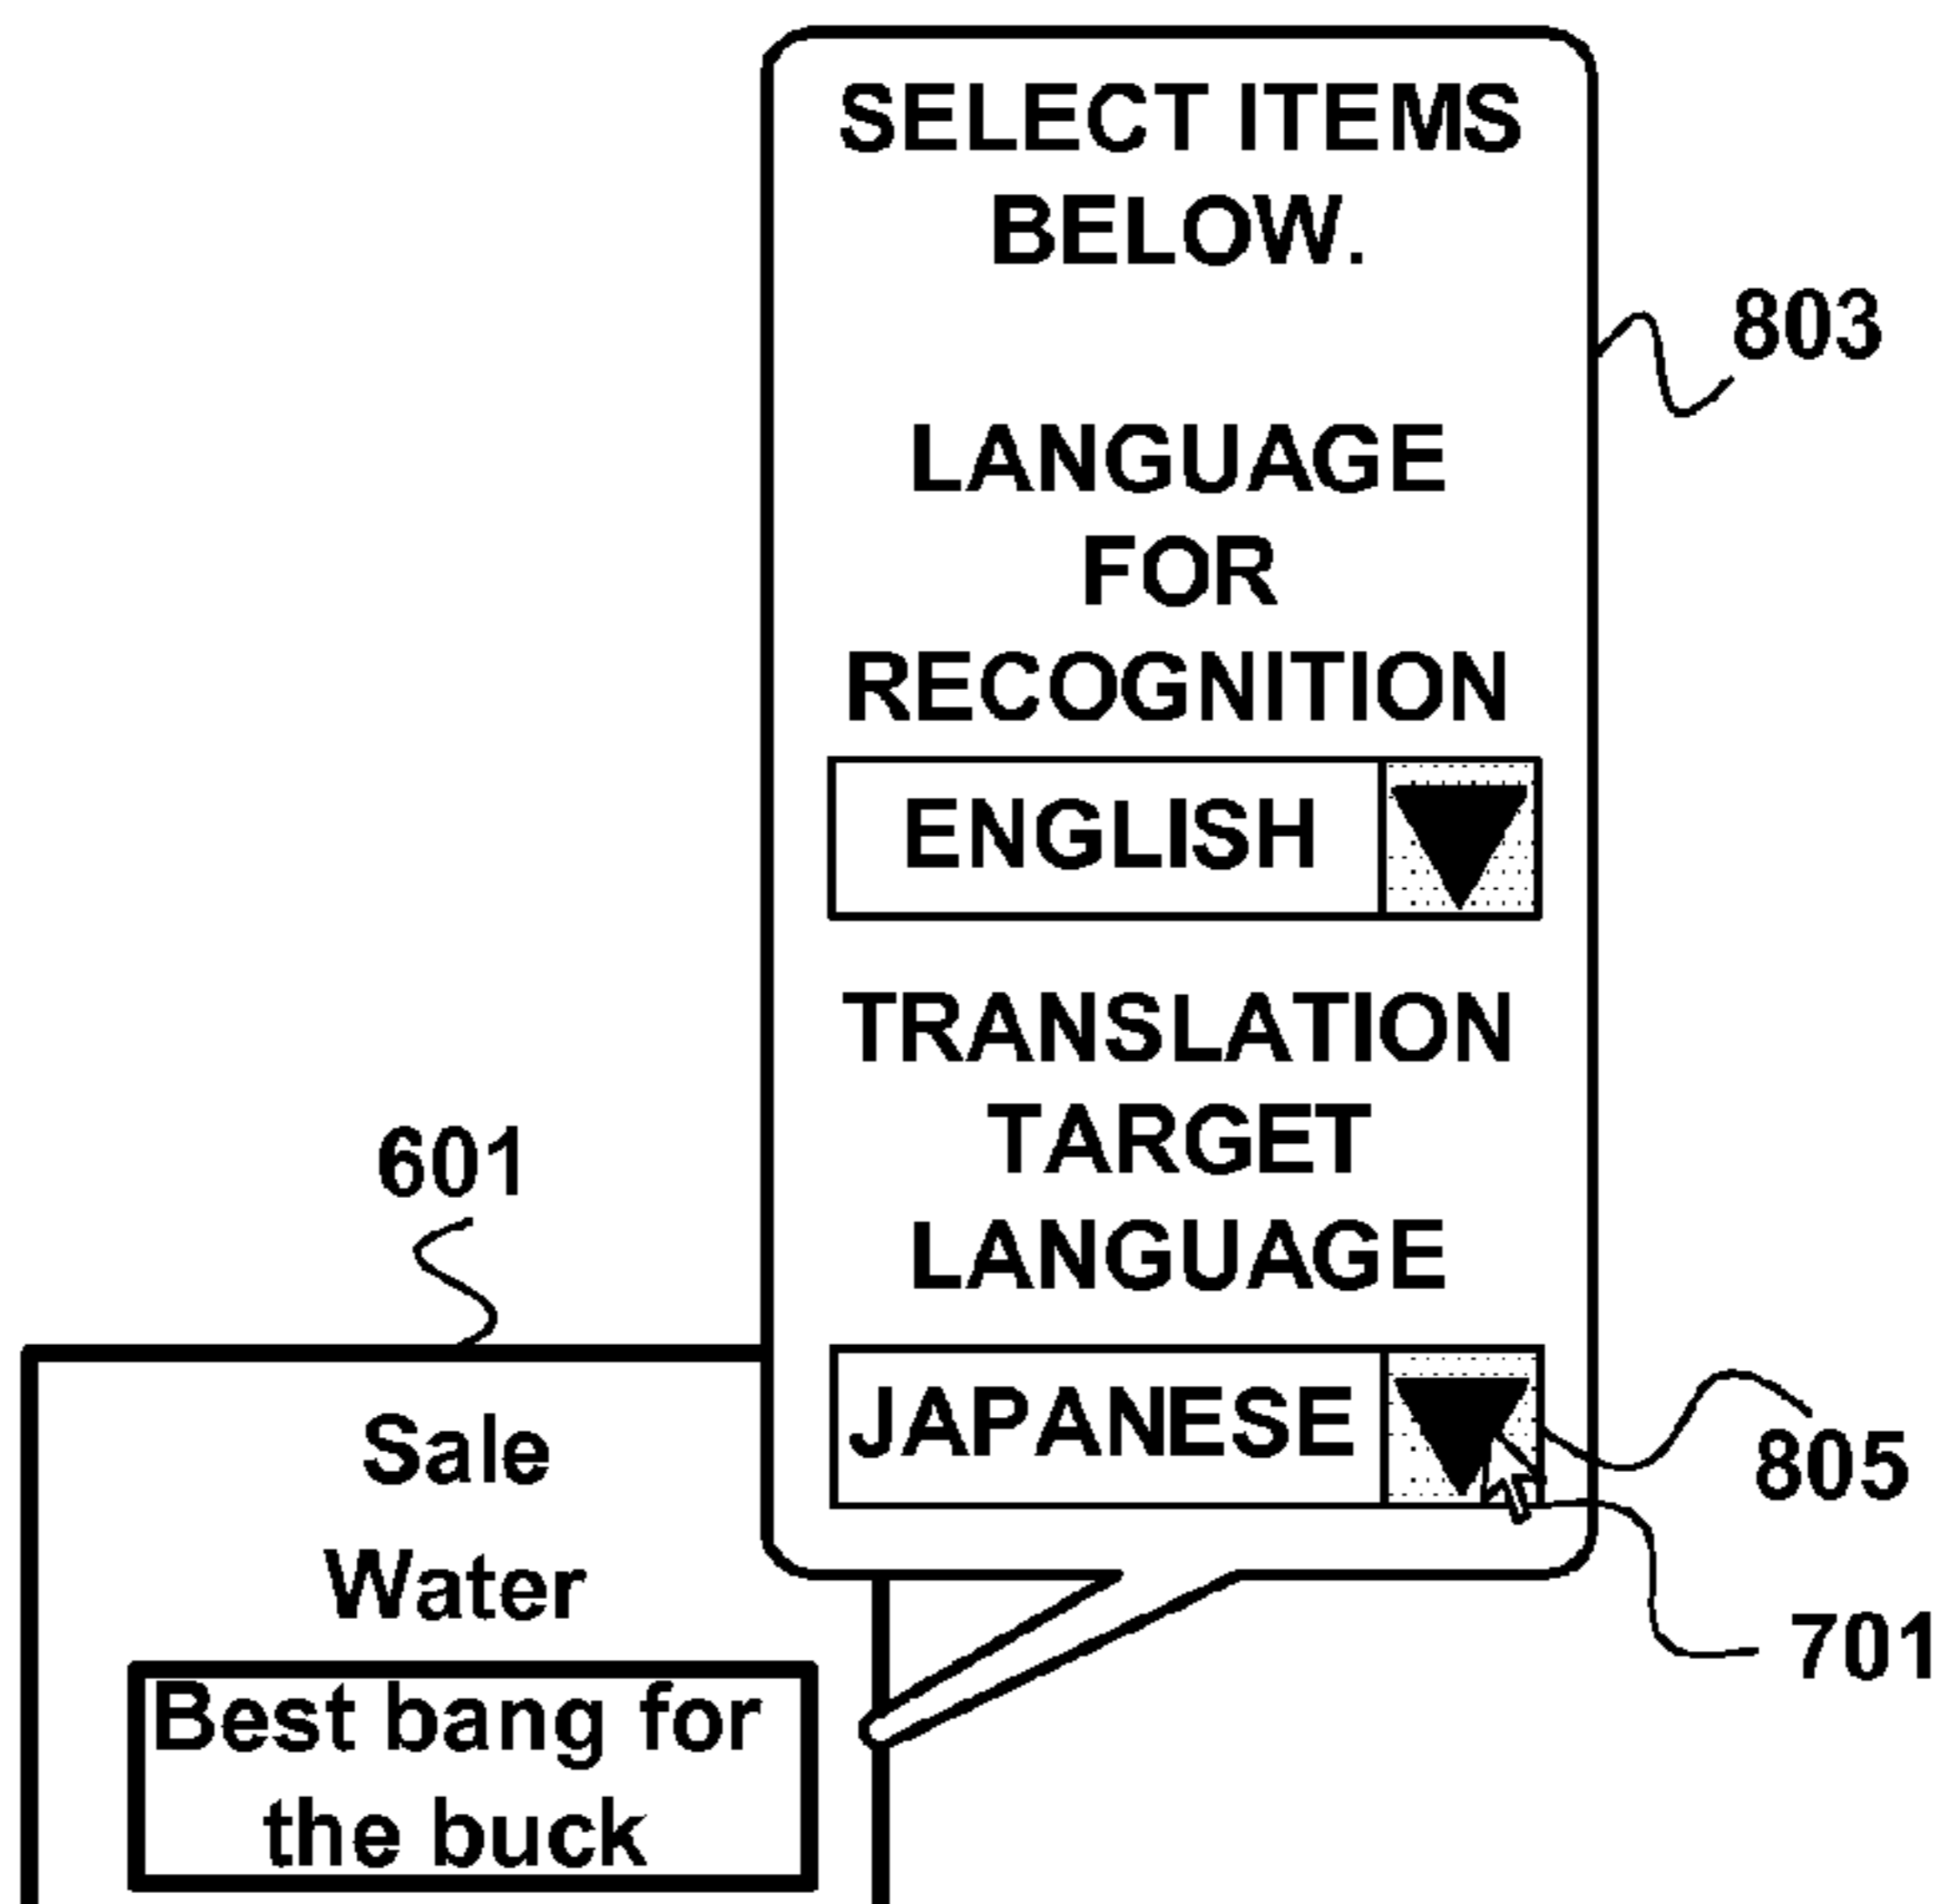 SELECT ITEMS
BELOW.
803
LANGUAGE
FOR
RECOGNITION
ENGLISH
TRANSLATION
TARGET
LANGUAGE
601
JAPANESE
805
701
Sale
Water
Best bang for
the buck